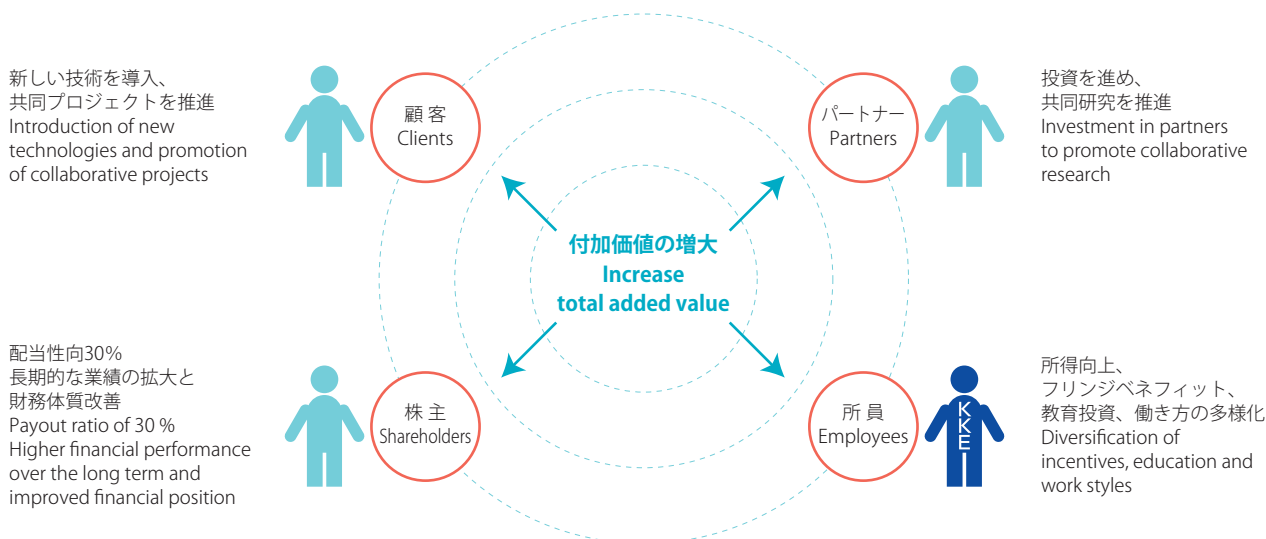 新しい技術を導入、
共同プロジェクトを推進
Introduction of new
technologies and promotion
of collaborative projects
顧 客
Clients
パートナー
Partners
投資を進め、
共同研究を推進
Investment in partners
to promote collaborative
research
付加価値の増大
Increase
total added value
配当性向30%
長期的な業績の拡大と
財務体質改善
Payout ratio of 30 %
Higher financial performance
over the long term and
improved financial position
株 主
Shareholders
所 員
Employees
KKE
所得向上、
フリンジベネフィット、
教育投資、働き方の多様化
Diversification of
incentives, education and
work styles